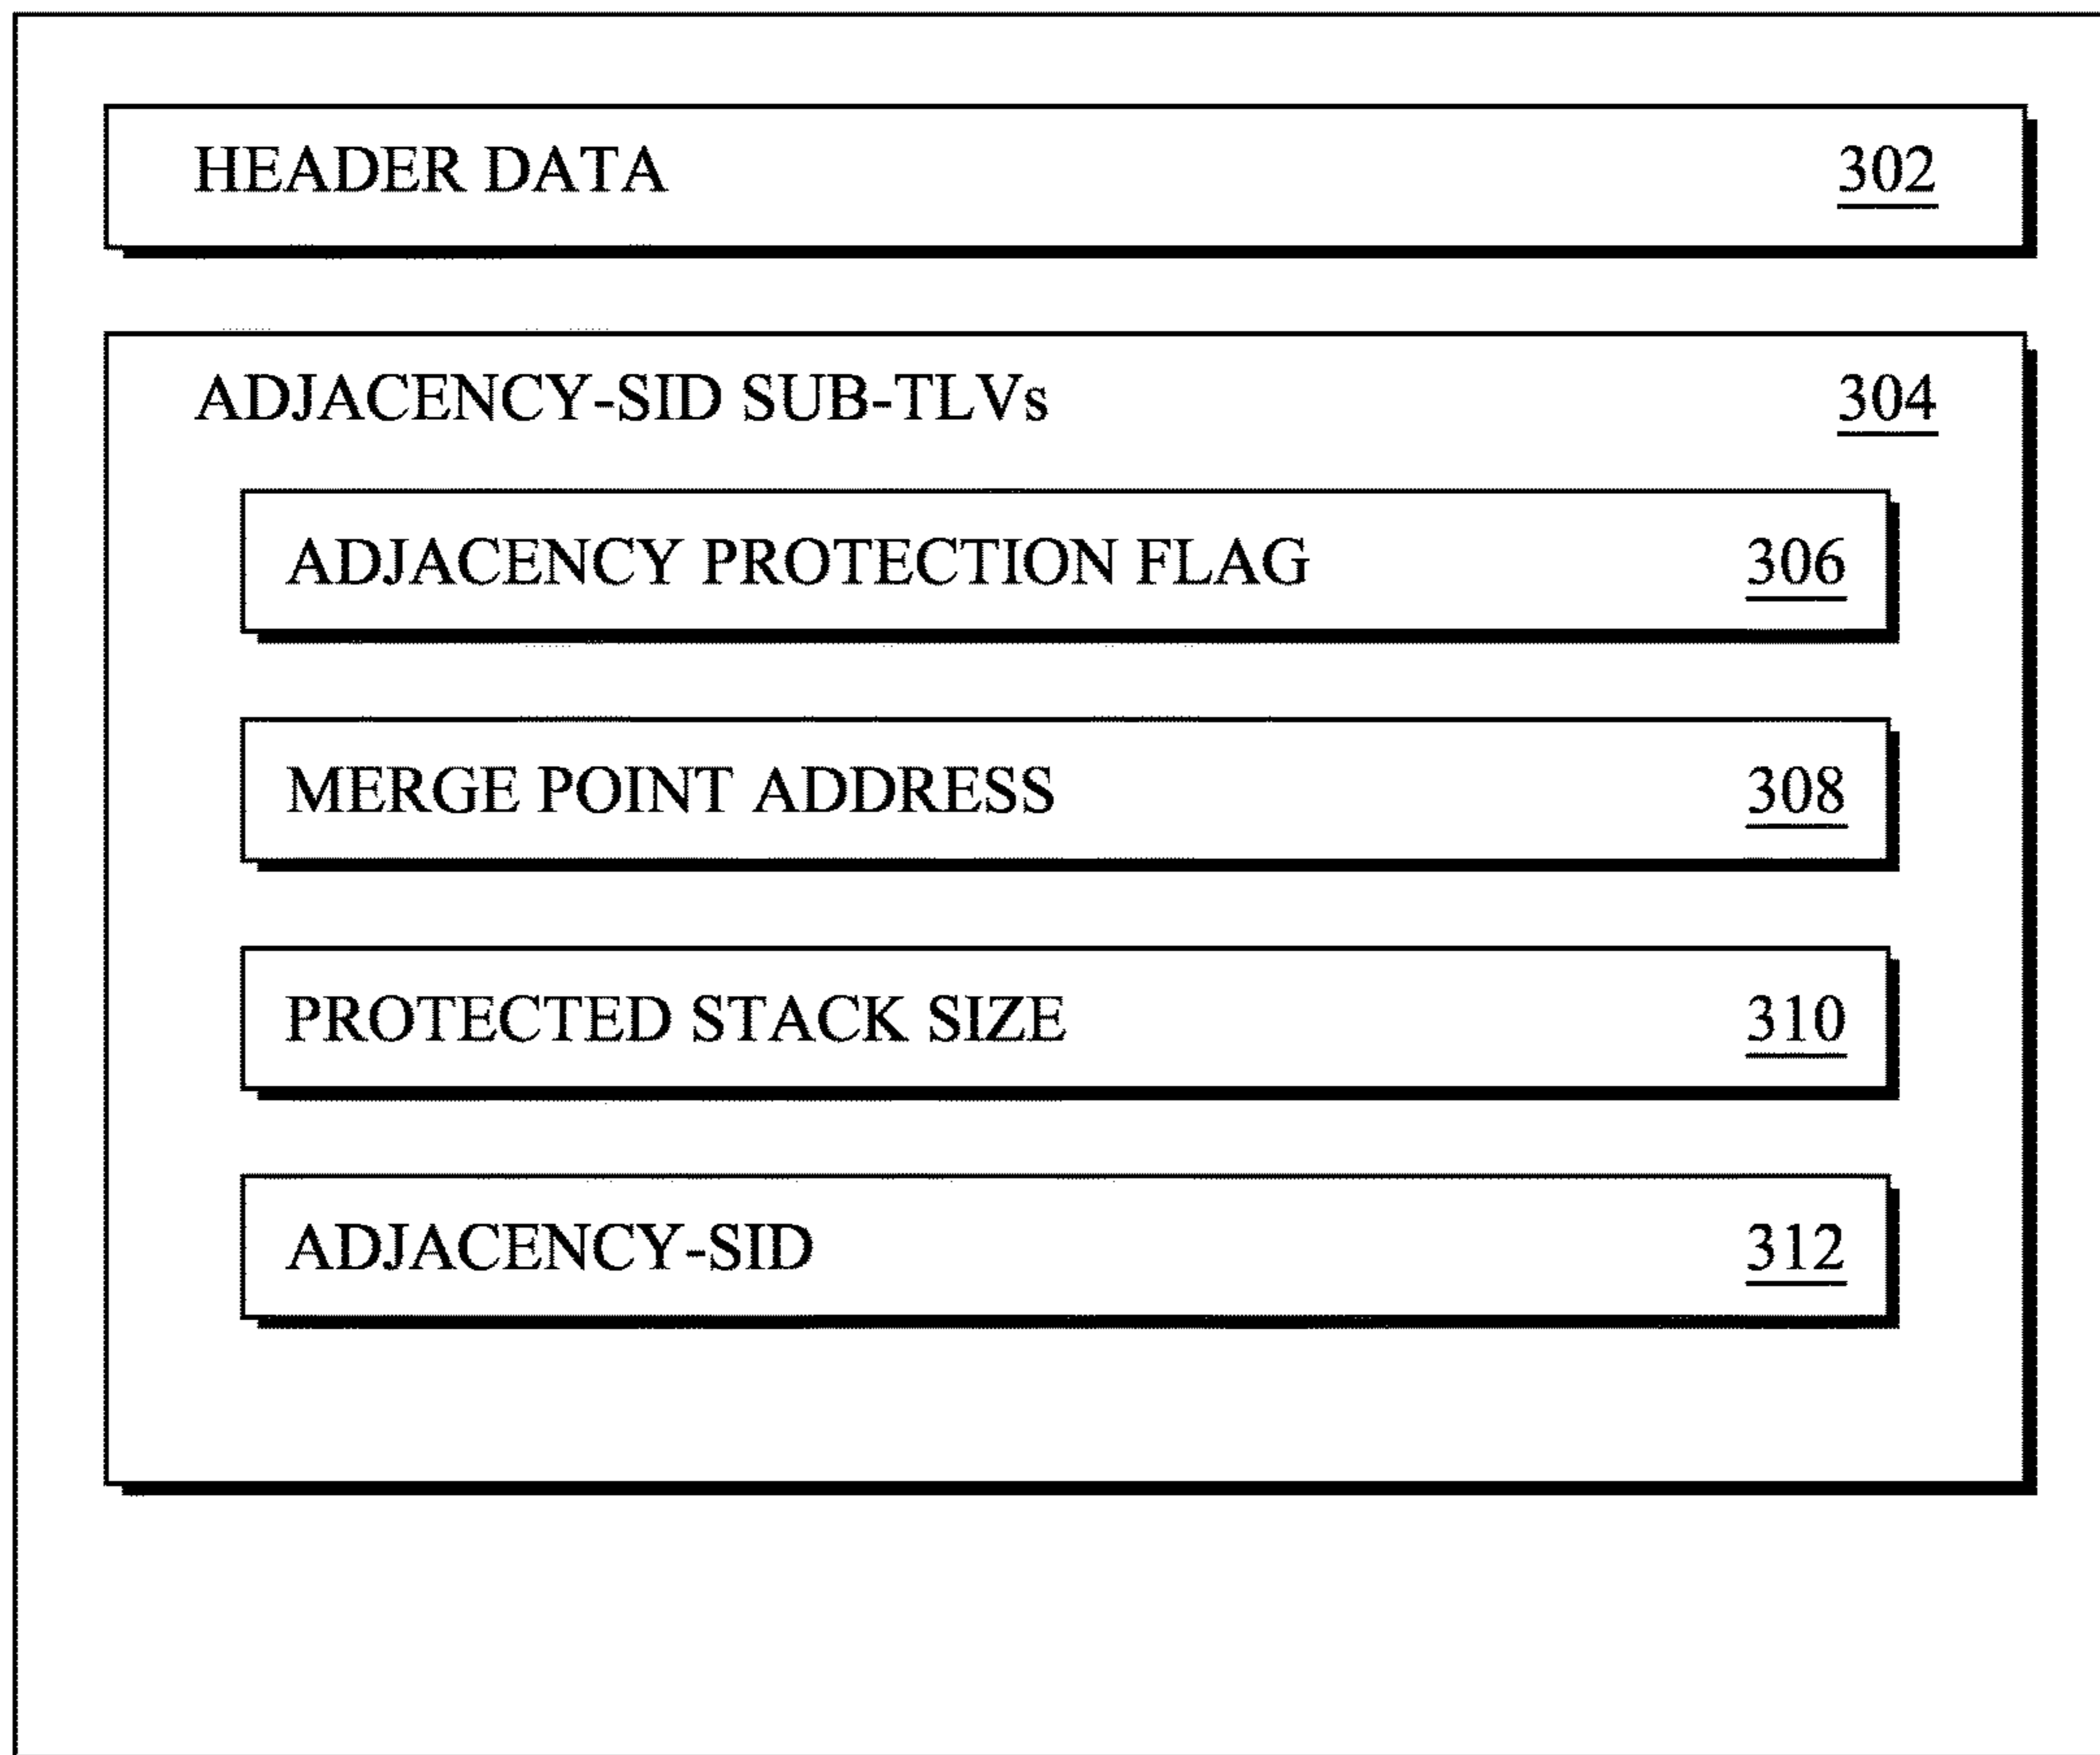 HEADER DATA 302
ADJACENCY-SID SUB-TLVs 304
ADJACENCY PROTECTION FLAG 306
MERGE POINT ADDRESS 308
PROTECTED STACK SIZE 310
ADJACENCY-SID 312